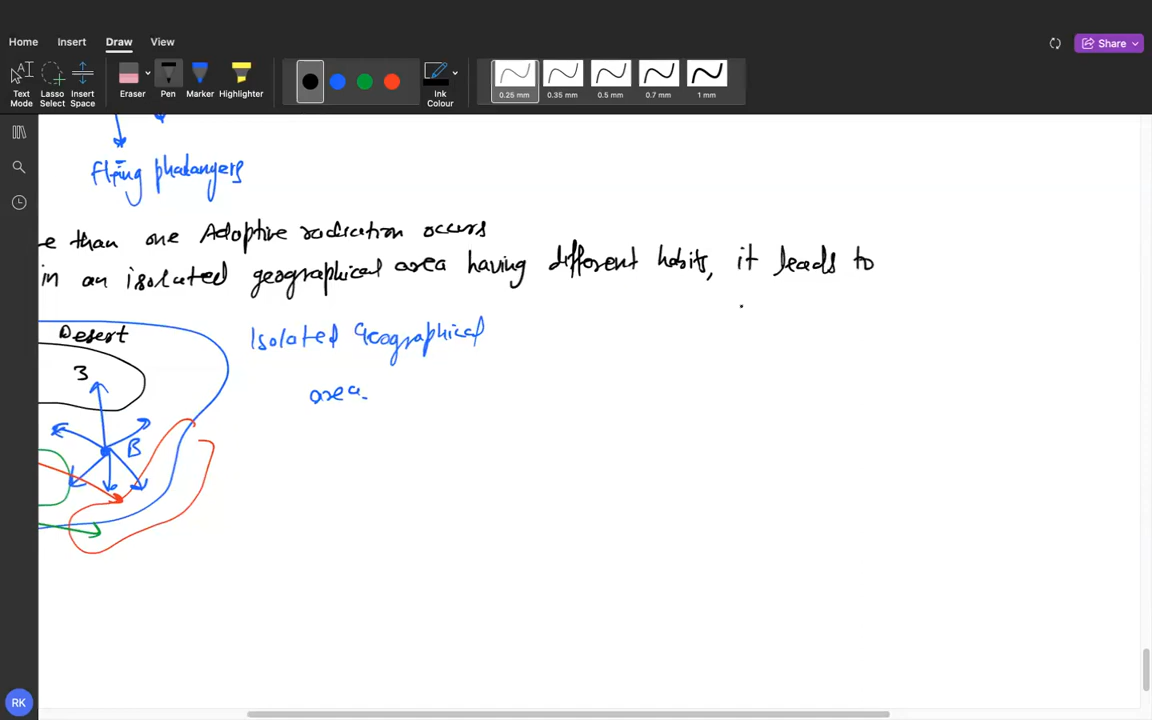 Home Insert Draw View
Share
Text Mode
Lasso Select
Insert Space
Eraser
Pen
Marker
Highlighter
Ink Colour
0.25 mm
0.35 mm
0.5 mm
0.7 mm
1 mm
Flying phalangers
e than one Adoptive radiation occurs
in an isolated geographical area having different habits, it leads to
Desert
Isolated Geographical
3
area.
B
RK